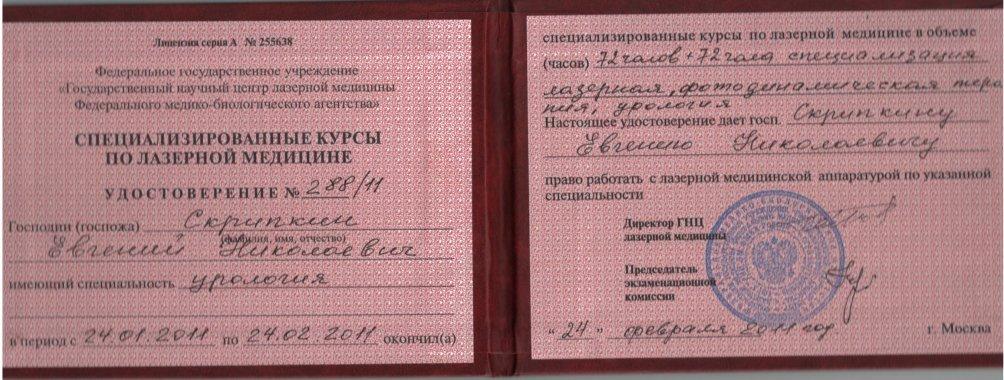 Лицензия серия А № 255638
Федеральное государственное учреждение
«Государственный научный центр лазерной медицины
Федерального медико-биологического агентства»
СПЕЦИАЛИЗИРОВАННЫЕ КУРСЫ
ПО ЛАЗЕРНОЙ МЕДИЦИНЕ
УДОСТОВЕРЕНИЕ № 288/11
Господин (госпожа) Скрипкин
(фамилия, имя, отчество)
Евгений Николаевич
имеющий специальность урология
в период с 24.01.2011 по 24.02.2011 окончил(а)
специализированные курсы по лазерной медицине в объеме
(часов) 72 часов + 72 часа специализация
лазерная, фотодинамическая тера
пия, урология
Настоящее удостоверение дает госп. Скрипкину
Евгению Николаевичу
право работать с лазерной медицинской аппаратурой по указанной
специальности
Директор ГНЦ
лазерной медицины
Председатель
экзаменационной
комиссии
"24" февраля 2011 год г. Москва